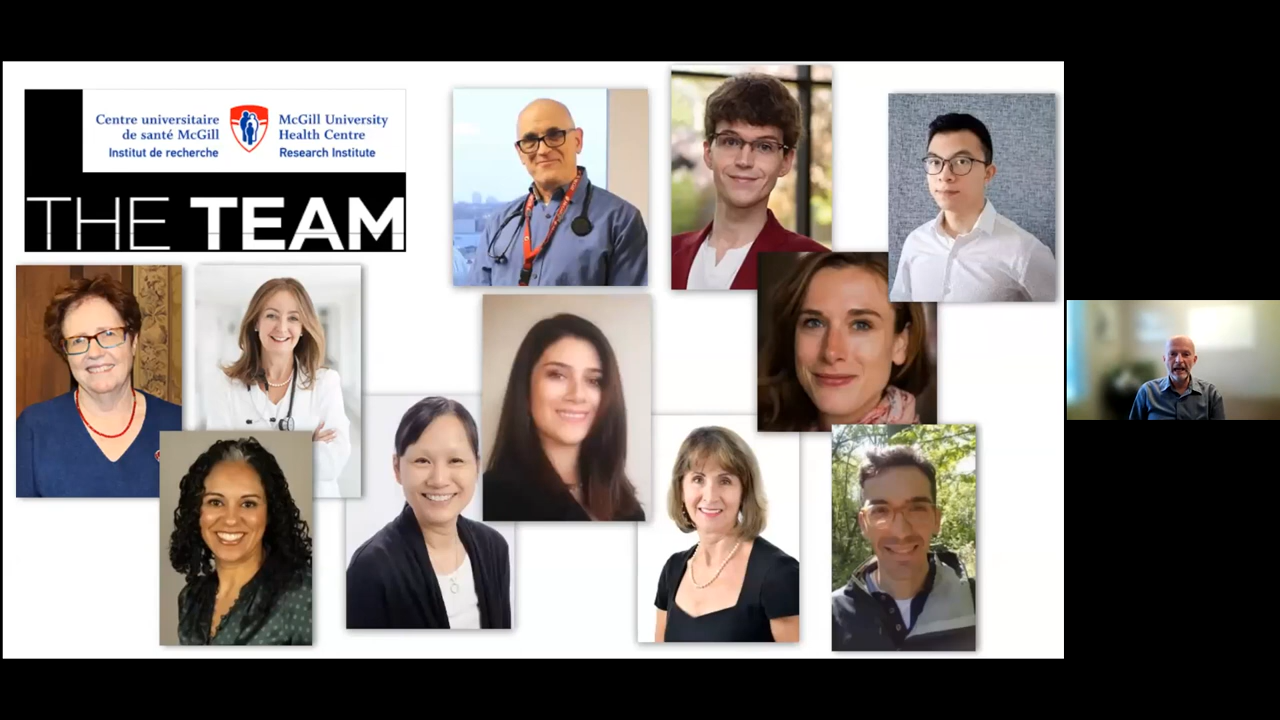 Centre universitaire
de santé McGill
Institut de recherche
McGill University
Health Centre
Research Institute
THE TEAM